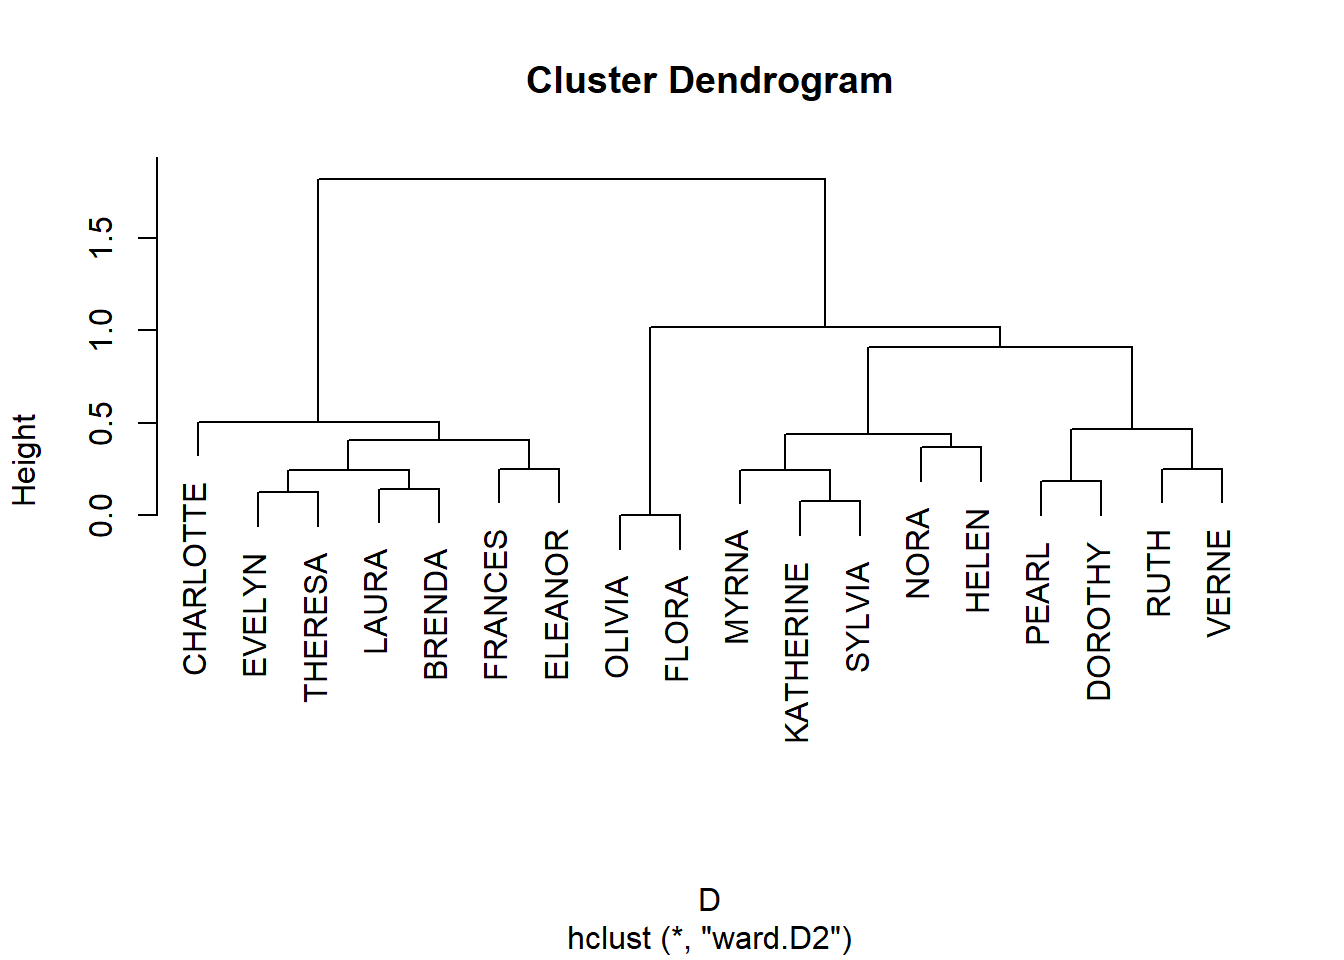 Cluster Dendrogram
Height
0.0
0.5
1.0
1.5
CHARLOTTE
EVELYN
THERESA
LAURA
BRENDA
FRANCES
ELEANOR
OLIVIA
FLORA
MYRNA
KATHERINE
SYLVIA
NORA
HELEN
PEARL
DOROTHY
RUTH
VERNE
D
hclust (*, "ward.D2")